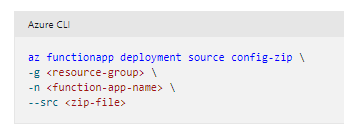 Azure CLI
az functionapp deployment source config-zip \
-g <resource-group> \
-n <function-app-name> \
--src <zip-file>